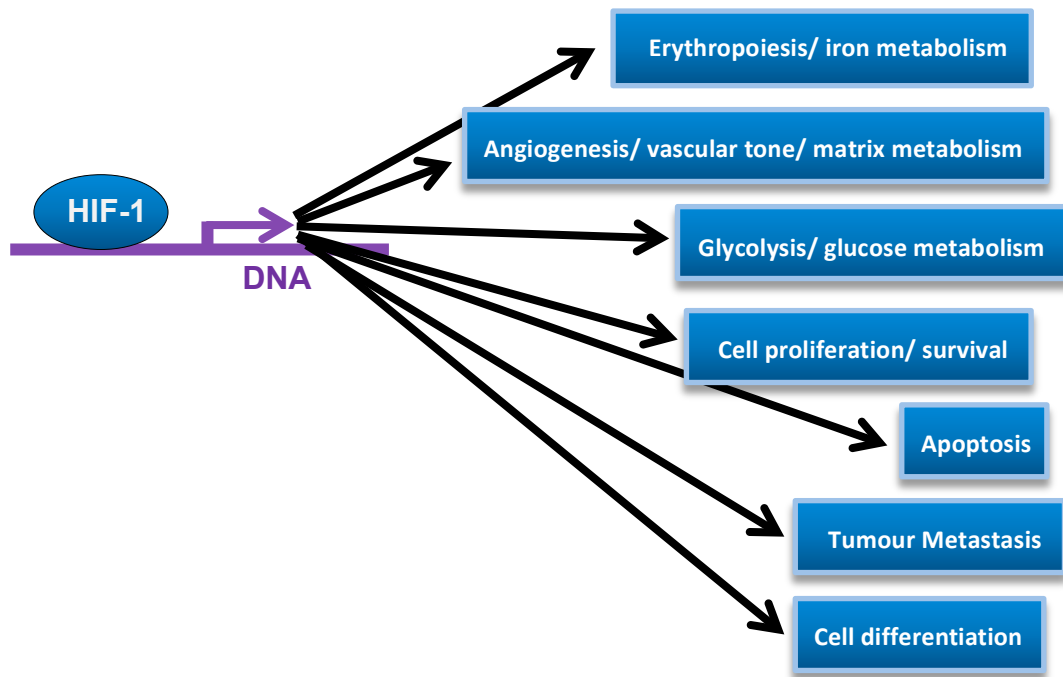 Erythropoiesis/ iron metabolism
Angiogenesis/ vascular tone/ matrix metabolism
HIF-1
Glycolysis/ glucose metabolism
DNA
Cell proliferation/ survival
Apoptosis
Tumour Metastasis
Cell differentiation